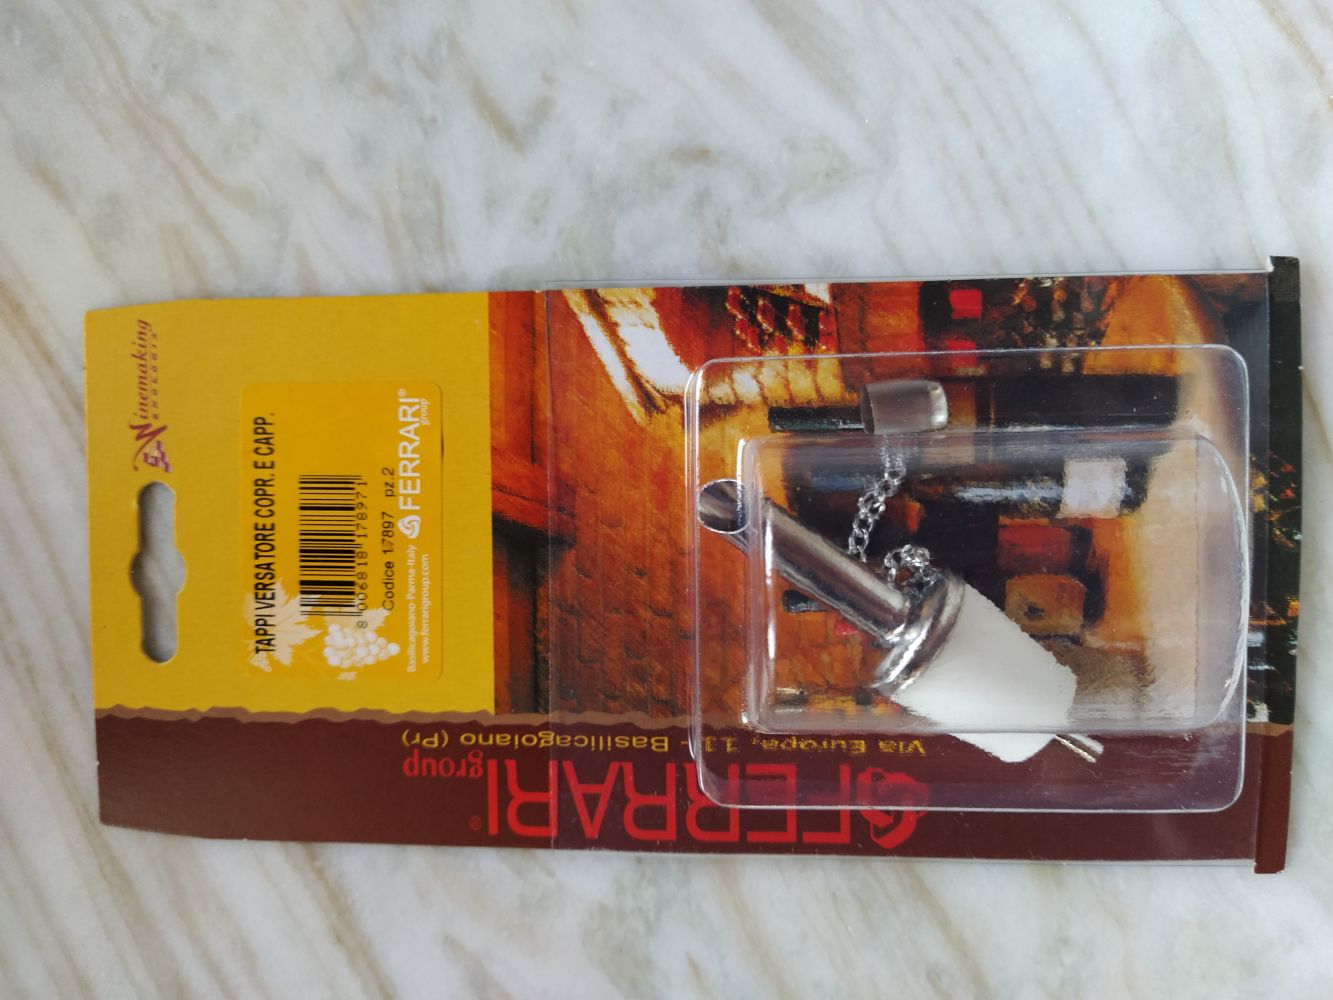 Winemaking
ENOLOGIA
TAPPI VERSATORE COPR. E CAPP.
8 006818 178971
Codice 17897 pz.2
Basilicagoiano-Parma-Italy
www.ferrarigroup.com
FERRARI®
group
Via Europa, 11 - Basilicagoiano (Pr)
FERRARI®
group